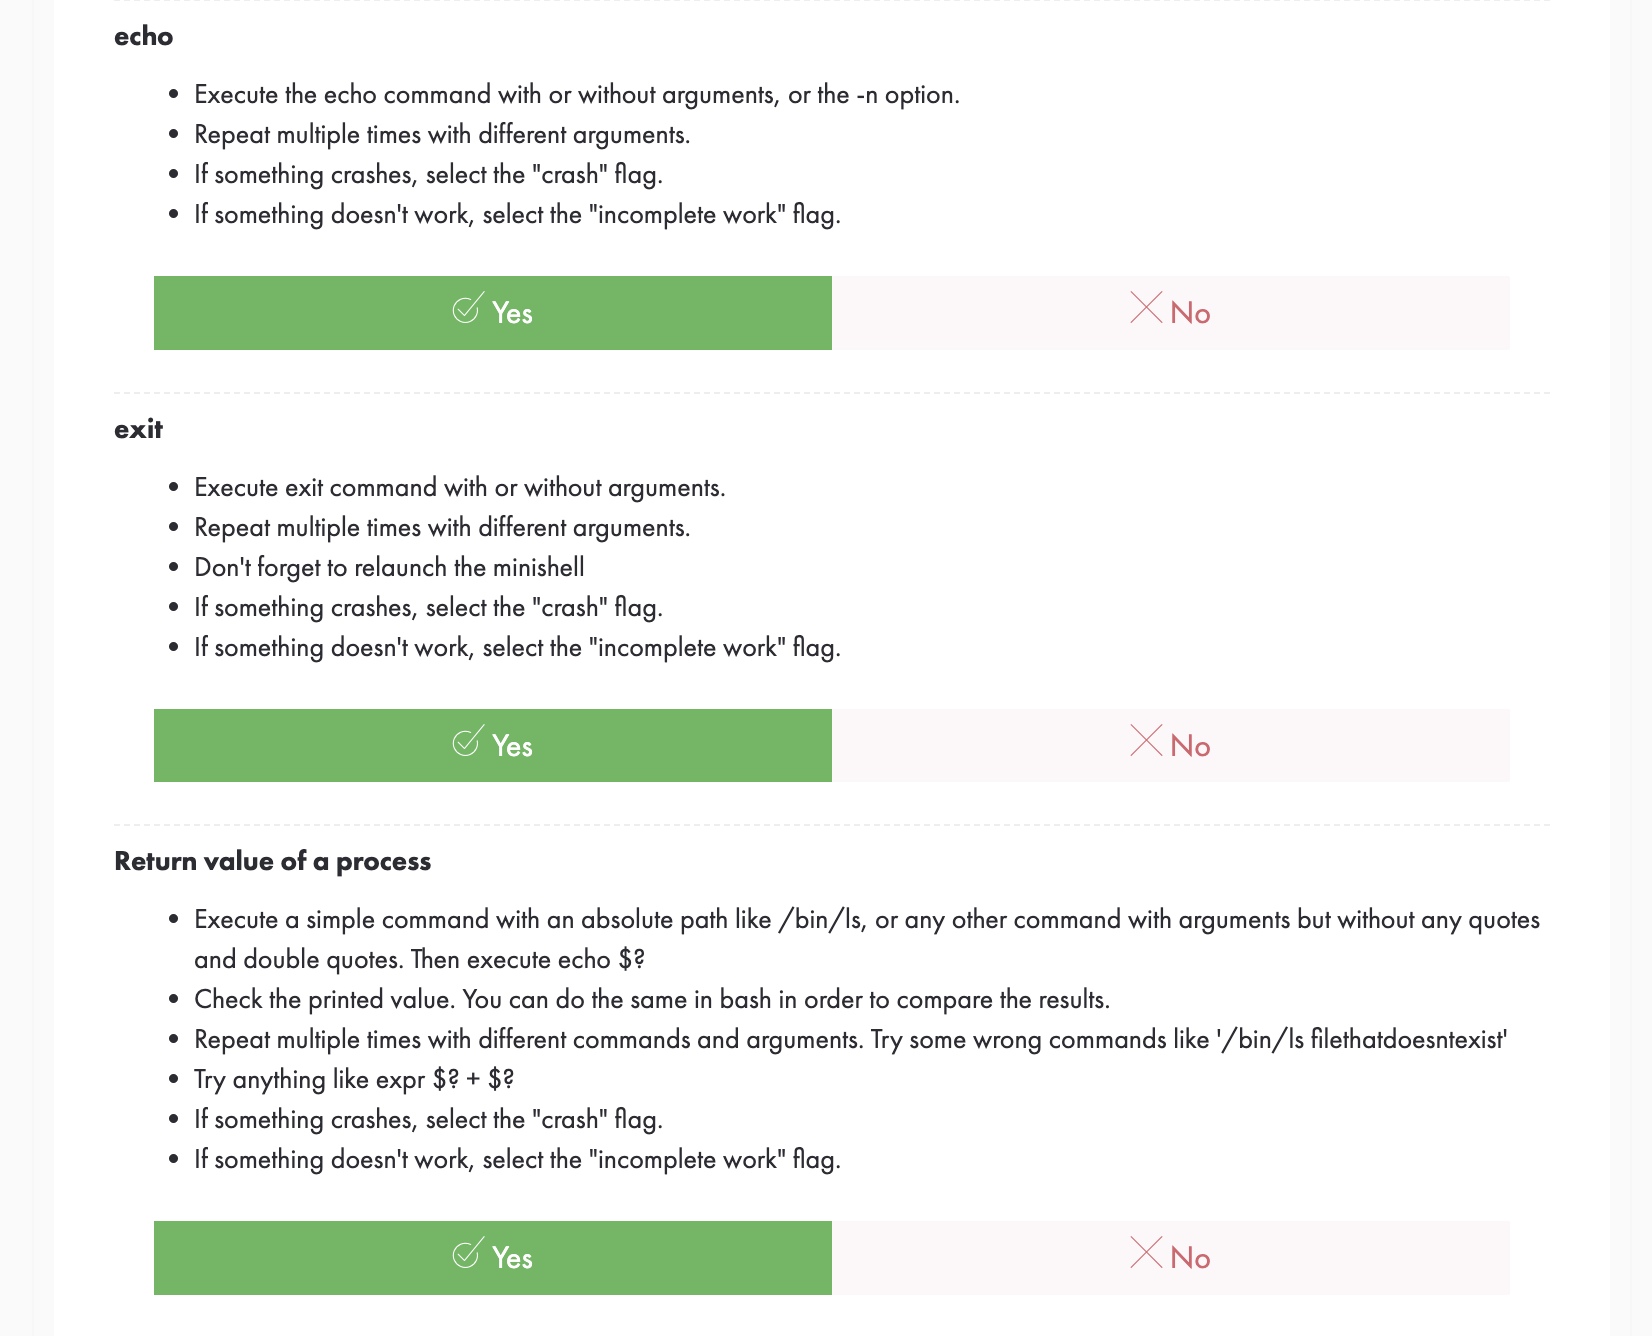 echo
• Execute the echo command with or without arguments, or the -n option.
• Repeat multiple times with different arguments.
• If something crashes, select the "crash" flag.
• If something doesn't work, select the "incomplete work" flag.
Yes No
exit
• Execute exit command with or without arguments.
• Repeat multiple times with different arguments.
• Don't forget to relaunch the minishell
• If something crashes, select the "crash" flag.
• If something doesn't work, select the "incomplete work" flag.
Yes No
Return value of a process
• Execute a simple command with an absolute path like /bin/ls, or any other command with arguments but without any quotes
and double quotes. Then execute echo $?
• Check the printed value. You can do the same in bash in order to compare the results.
• Repeat multiple times with different commands and arguments. Try some wrong commands like '/bin/ls filethatdoesntexist'
• Try anything like expr $? + $?
• If something crashes, select the "crash" flag.
• If something doesn't work, select the "incomplete work" flag.
Yes No